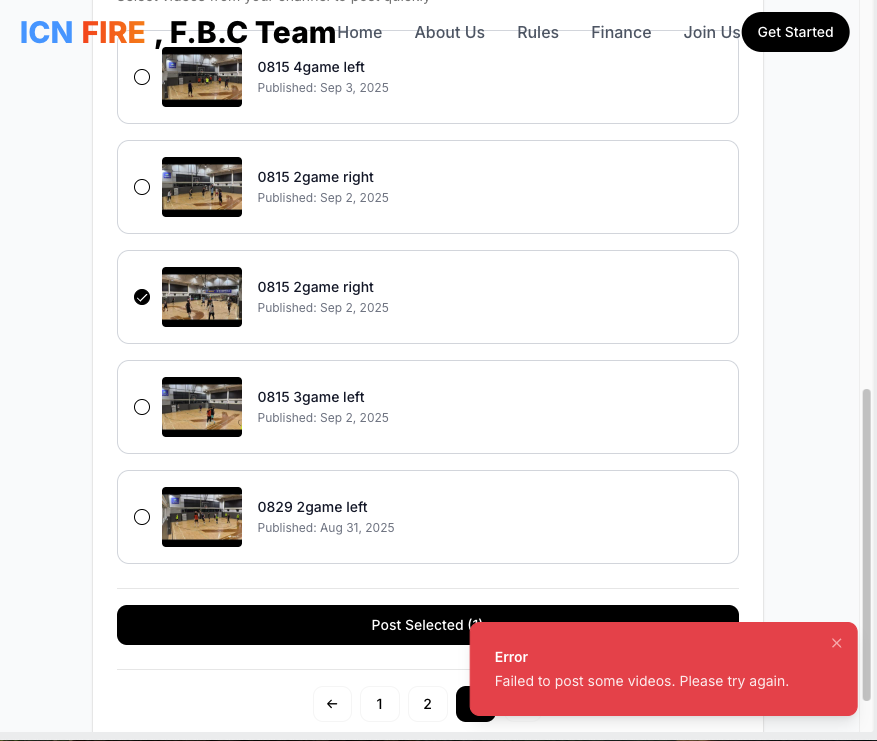 ICN FIRE , F.B.C Team
Home
About Us
Rules
Finance
Join Us
Get Started
0815 4game left
Published: Sep 3, 2025
0815 2game right
Published: Sep 2, 2025
0815 2game right
Published: Sep 2, 2025
0815 3game left
Published: Sep 2, 2025
0829 2game left
Published: Aug 31, 2025
Post Selected (1)
Error
Failed to post some videos. Please try again.
1
2